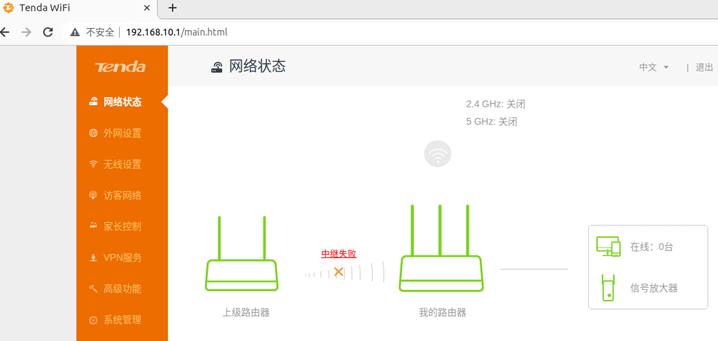 Tenda WiFi
不安全 | 192.168.10.1/main.html
Tenda
网络状态
中文 | 退出
网络状态
外网设置
无线设置
访客网络
家长控制
VPN服务
高级功能
系统管理
2.4 GHz: 关闭
5 GHz: 关闭
中继失败
上级路由器
我的路由器
在线：0台
信号放大器